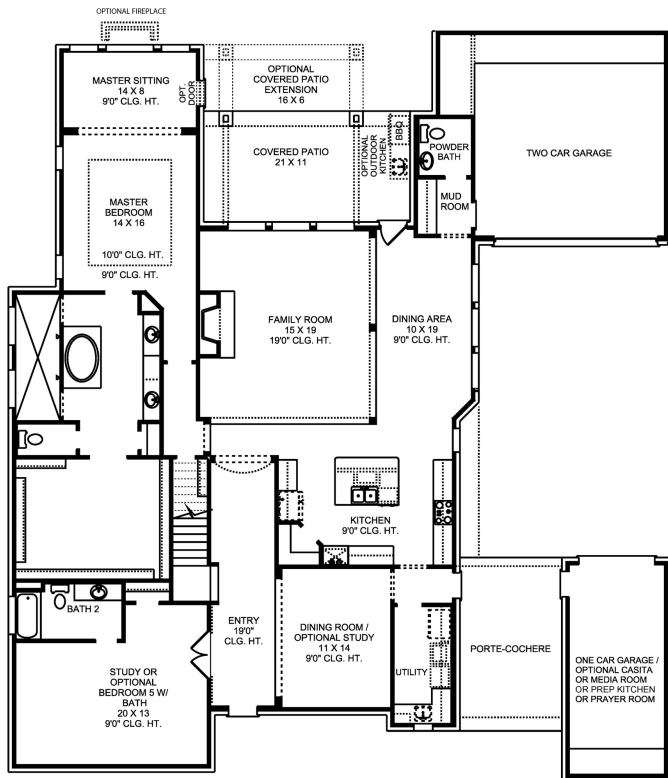 OPTIONAL FIREPLACE
MASTER SITTING
14 X 8
9'0" CLG. HT.
OPT.
DOOR
OPTIONAL
COVERED PATIO
EXTENSION
16 X 6
COVERED PATIO
21 X 11
OPTIONAL
OUTDOOR
KITCHEN
BBQ
POWDER
BATH
MUD
ROOM
TWO CAR GARAGE
MASTER
BEDROOM
14 X 16
10'0" CLG. HT.
9'0" CLG. HT.
FAMILY ROOM
15 X 19
19'0" CLG. HT.
DINING AREA
10 X 19
9'0" CLG. HT.
KITCHEN
9'0" CLG. HT.
BATH 2
ENTRY
19'0"
CLG. HT.
DINING ROOM /
OPTIONAL STUDY
11 X 14
9'0" CLG. HT.
UTILITY
PORTE-COCHERE
ONE CAR GARAGE /
OPTIONAL CASITA
OR MEDIA ROOM
OR PREP KITCHEN
OR PRAYER ROOM
STUDY OR
OPTIONAL
BEDROOM 5 W/
BATH
20 X 13
9'0" CLG. HT.